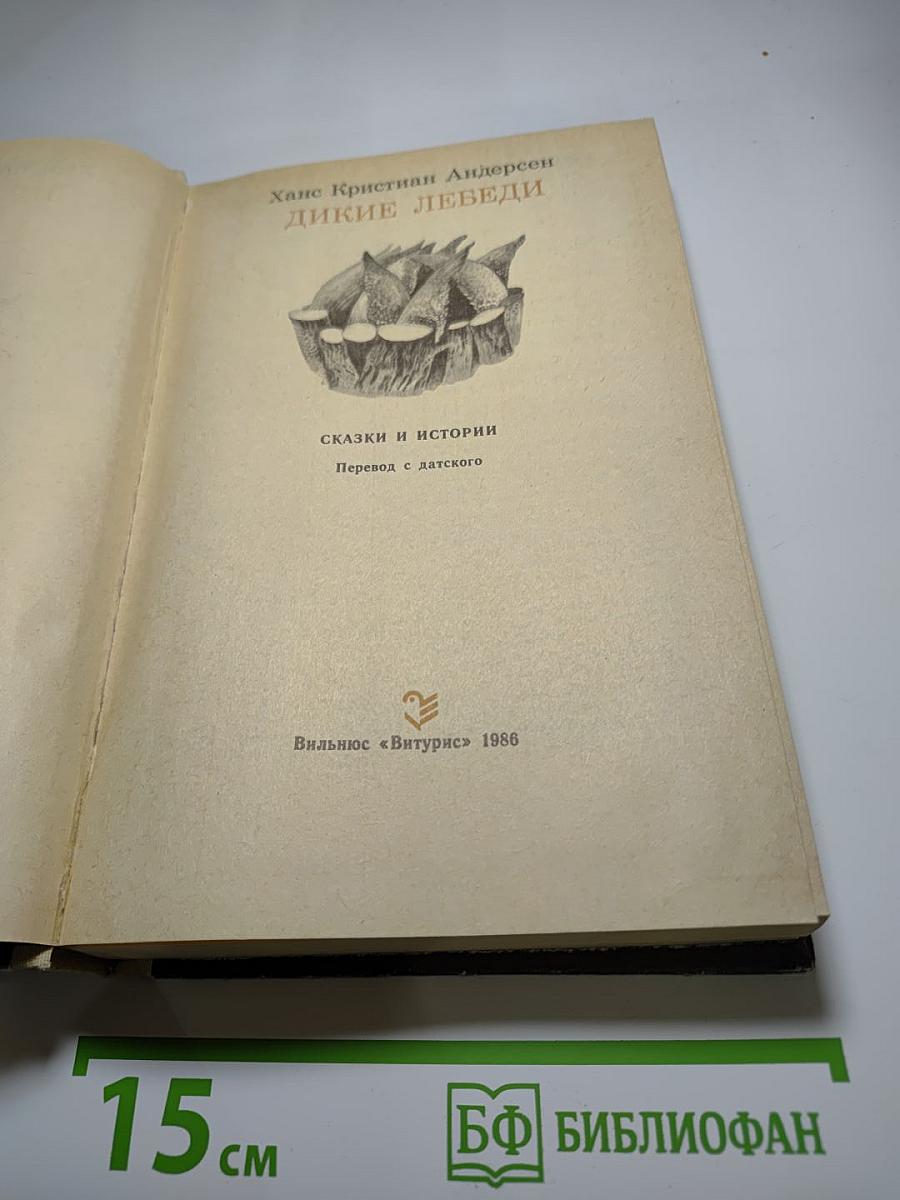 Ханс Кристиан Андерсен
ДИКИЕ ЛЕБЕДИ
СКАЗКИ И ИСТОРИИ
Перевод с датского
Вильнюс «Витурис» 1986
15 см
БФ БИБЛИОФАН